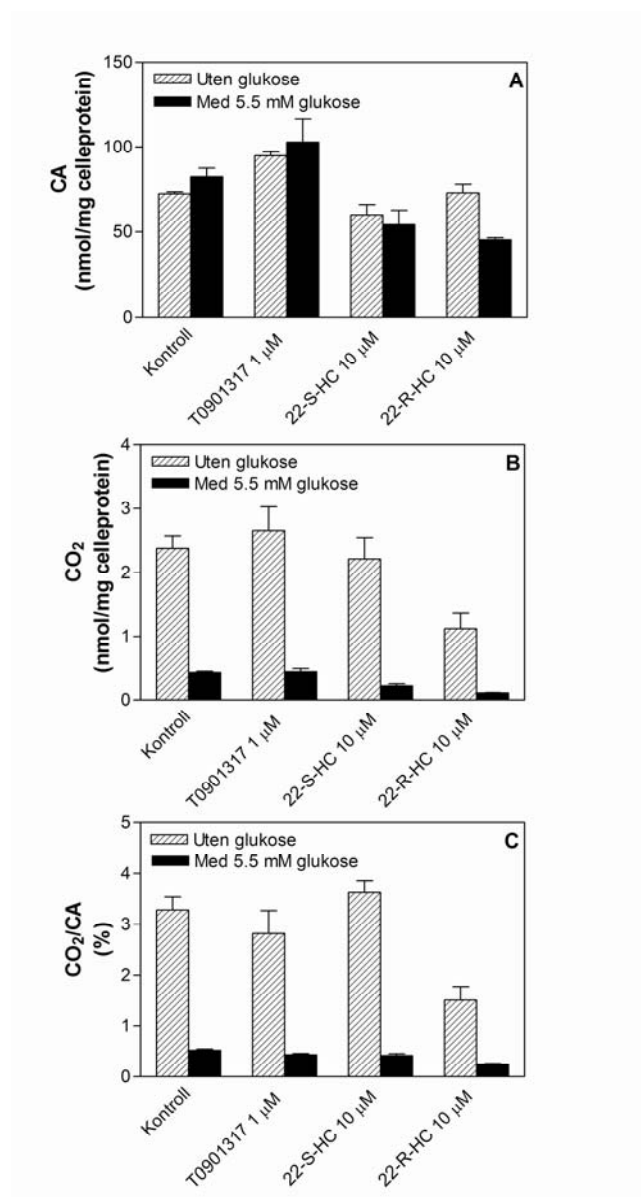 A
Uten glukose
Med 5.5 mM glukose
CA
(nmol/mg celleprotein)
150
100
50
0
Kontroll
T0901317 1 μM
22-S-HC 10 μM
22-R-HC 10 μM
B
Uten glukose
Med 5.5 mM glukose
CO₂
(nmol/mg celleprotein)
4
3
2
1
0
Kontroll
T0901317 1 μM
22-S-HC 10 μM
22-R-HC 10 μM
C
Uten glukose
Med 5.5 mM glukose
CO₂/CA
(%)
5
4
3
2
1
0
Kontroll
T0901317 1 μM
22-S-HC 10 μM
22-R-HC 10 μM